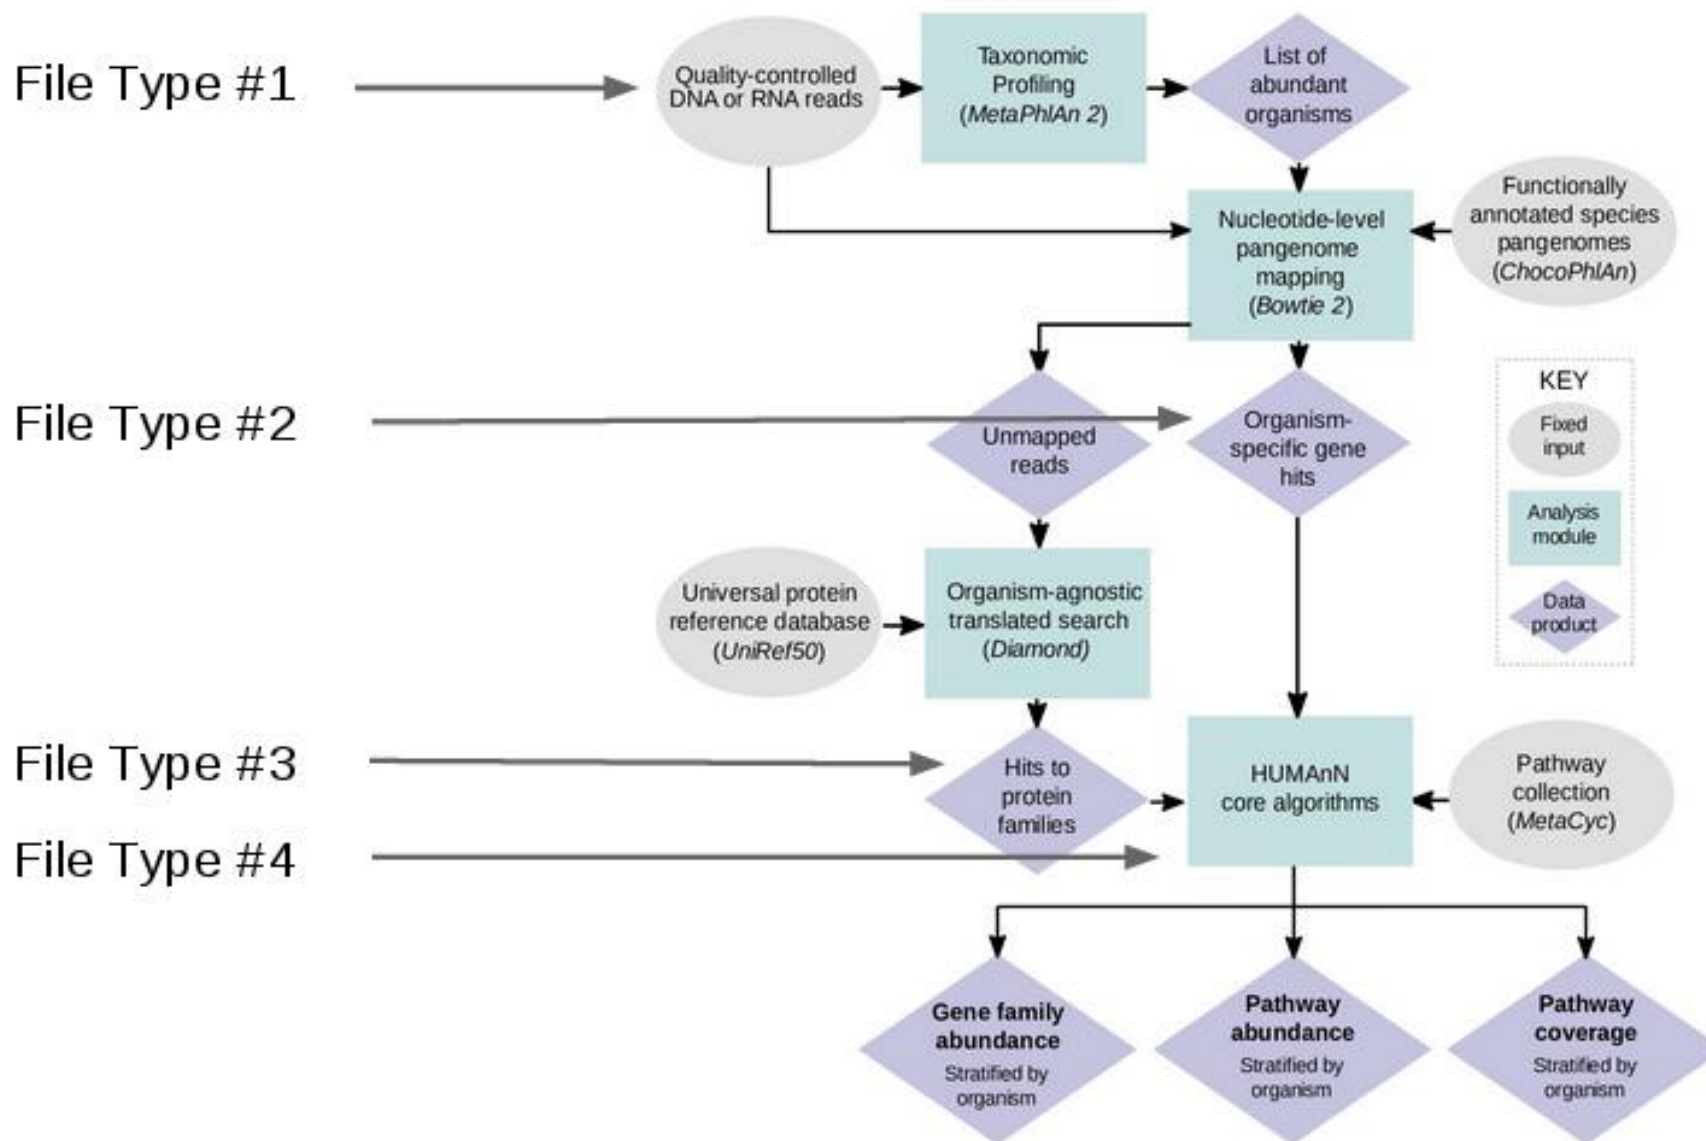 File Type #1
Quality-controlled
DNA or RNA reads
Taxonomic
Profiling
(MetaPhlAn 2)
List of
abundant
organisms
Nucleotide-level
pangenome
mapping
(Bowtie 2)
Functionally
annotated species
pangenomes
(ChocoPhlAn)
File Type #2
Unmapped
reads
Organism-
specific gene
hits
KEY
Fixed
input
Analysis
module
Data
product
Universal protein
reference database
(UniRef50)
Organism-agnostic
translated search
(Diamond)
File Type #3
Hits to
protein
families
HUMAnN
core algorithms
Pathway
collection
(MetaCyc)
File Type #4
Gene family
abundance
Stratified by
organism
Pathway
abundance
Stratified by
organism
Pathway
coverage
Stratified by
organism